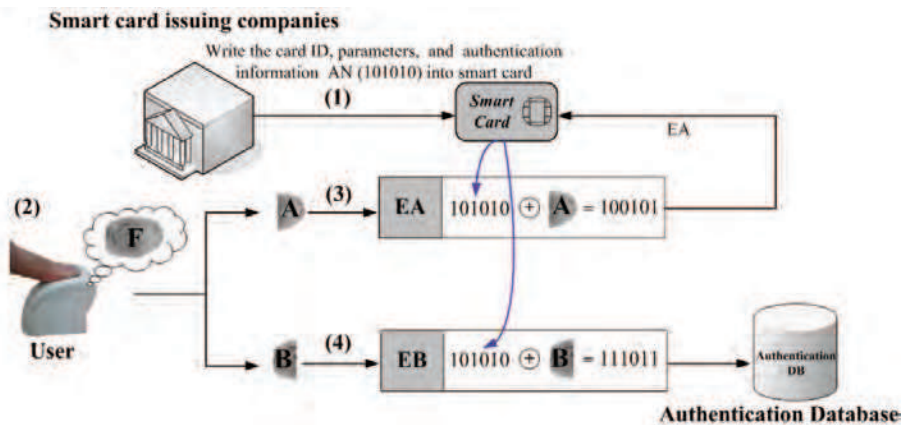 Smart card issuing companies
Write the card ID, parameters, and authentication
information AN (101010) into smart card
(1)
Smart
Card
EA
(2)
F
A
(3)
EA
101010 ⊕ A = 100101
User
B
(4)
EB
101010 ⊕ B = 111011
Authentication
DB
Authentication Database